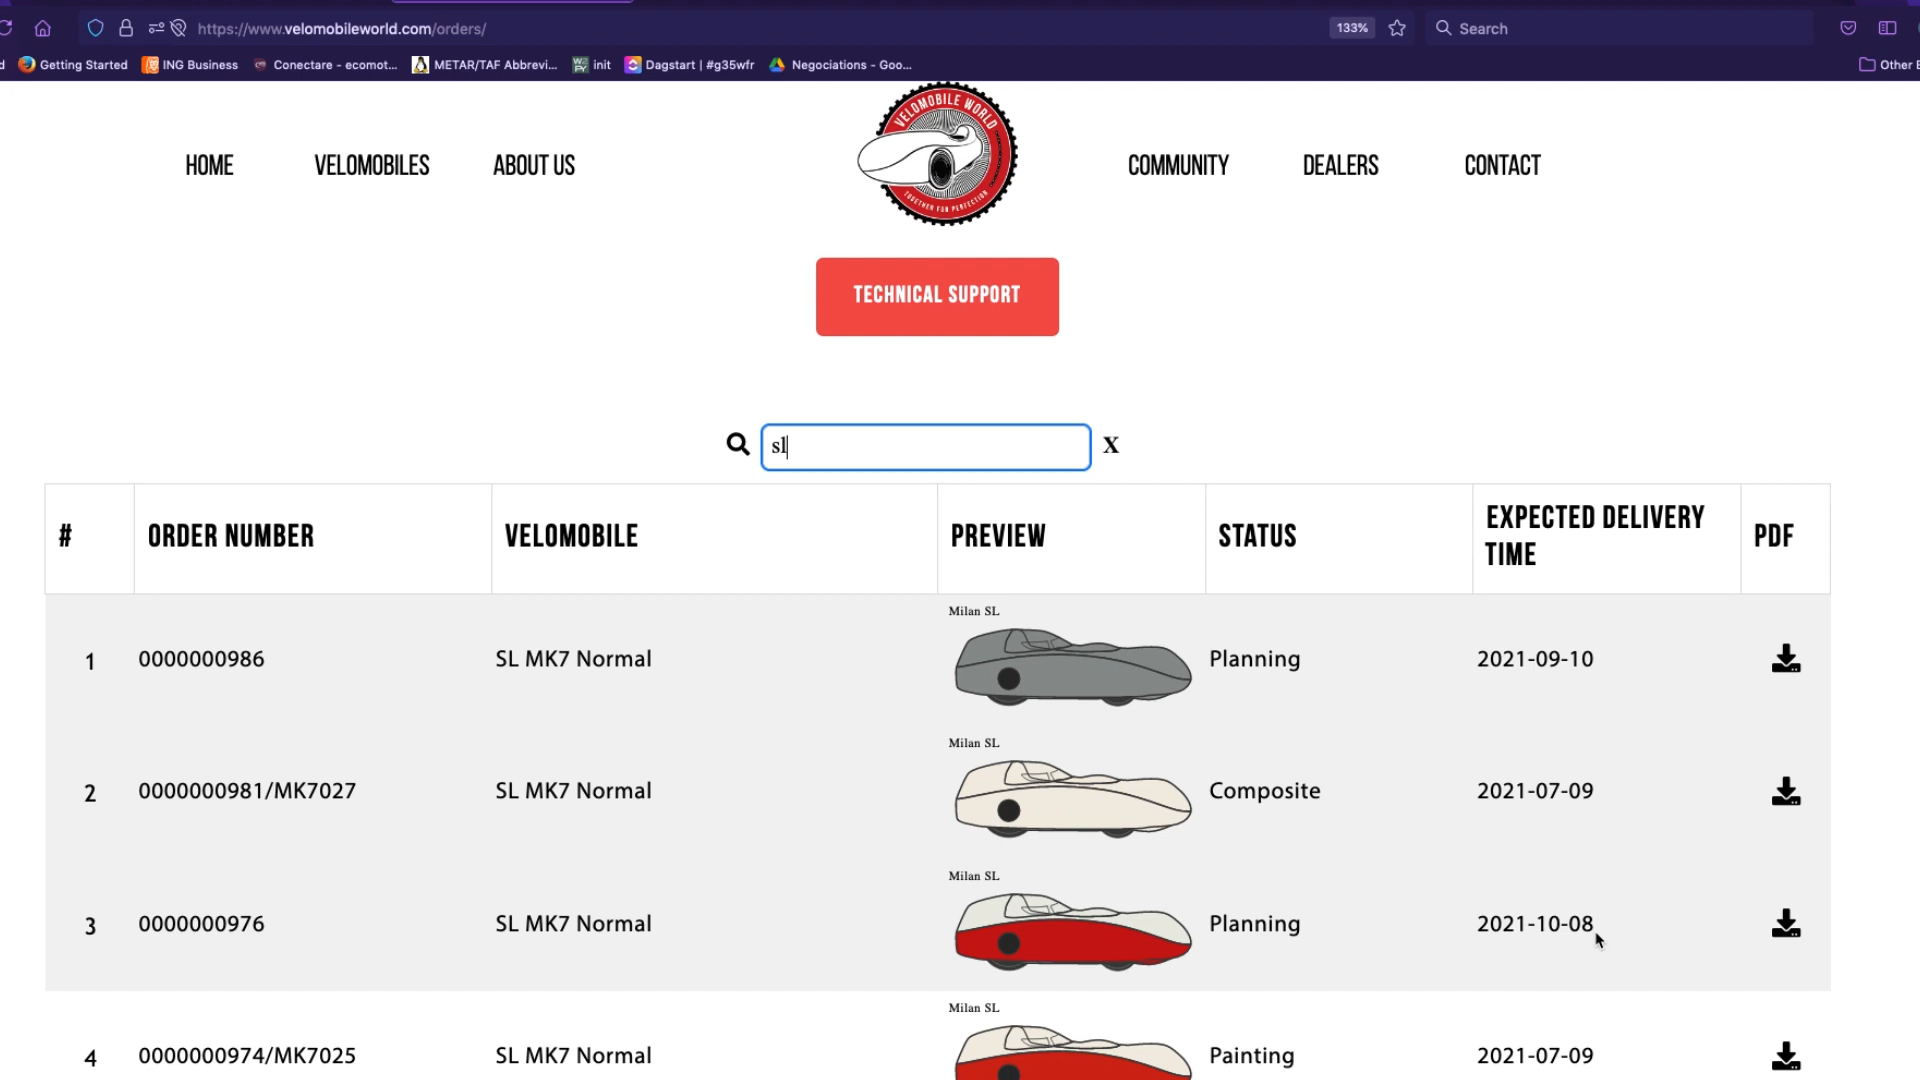 https://www.velomobileworld.com/orders/
133%
Search
Getting Started
ING Business
Conectare - ecomot...
METAR/TAF Abbrevi...
init
Dagstart | #g35wfr
Negociations - Goo...
Other
HOME
VELOMOBILES
ABOUT US
VELOMOBILE WORLD
TOGETHER FOR PERFECTION
COMMUNITY
DEALERS
CONTACT
TECHNICAL SUPPORT
sl
X
# ORDER NUMBER VELOMOBILE PREVIEW STATUS EXPECTED DELIVERY TIME PDF
Milan SL
1 0000000986 SL MK7 Normal Planning 2021-09-10
Milan SL
2 0000000981/MK7027 SL MK7 Normal Composite 2021-07-09
Milan SL
3 0000000976 SL MK7 Normal Planning 2021-10-08
Milan SL
4 0000000974/MK7025 SL MK7 Normal Painting 2021-07-09